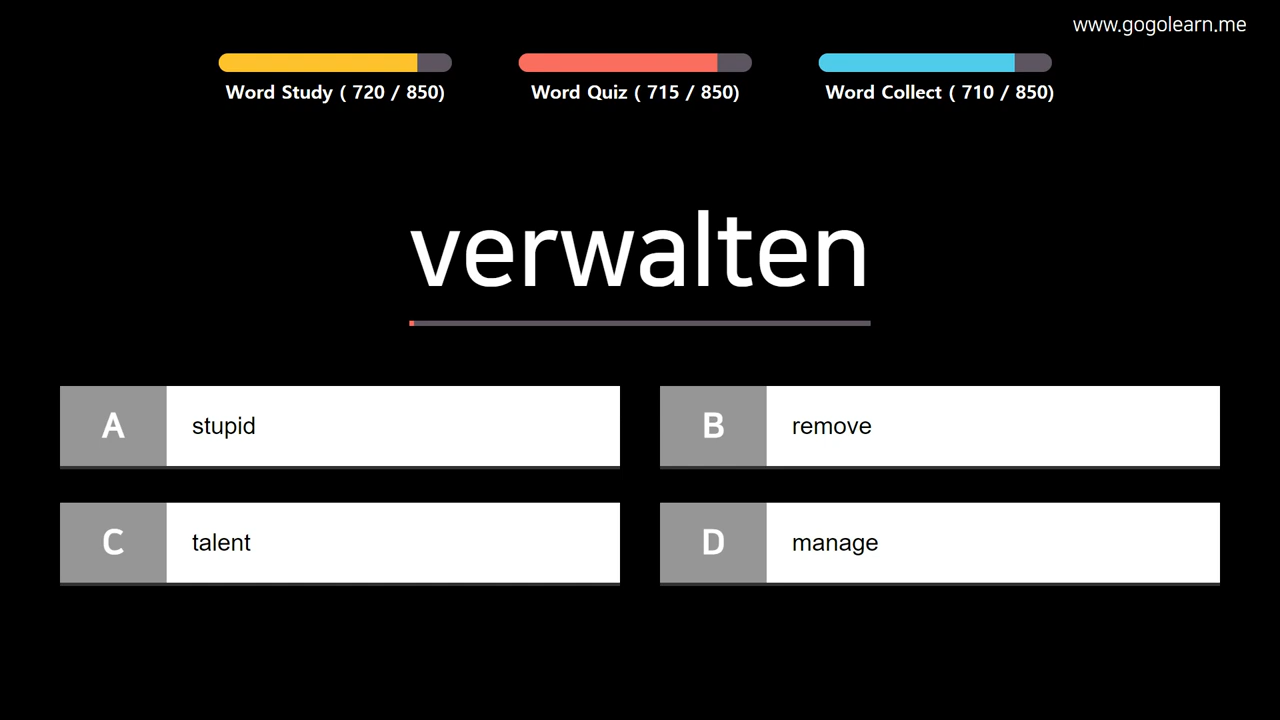 www.gogolearn.me
Word Study ( 720 / 850)
Word Quiz ( 715 / 850)
Word Collect ( 710 / 850)
verwalten
A stupid
B remove
C talent
D manage